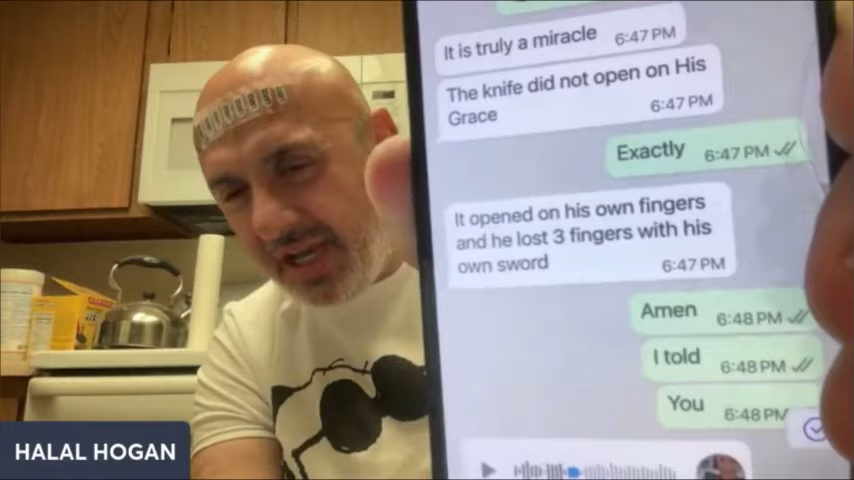 It is truly a miracle 6:47 PM
The knife did not open on His
Grace 6:47 PM
Exactly 6:47 PM
It opened on his own fingers
and he lost 3 fingers with his
own sword 6:47 PM
Amen 6:48 PM
I told 6:48 PM
You 6:48 PM
HALAL HOGAN